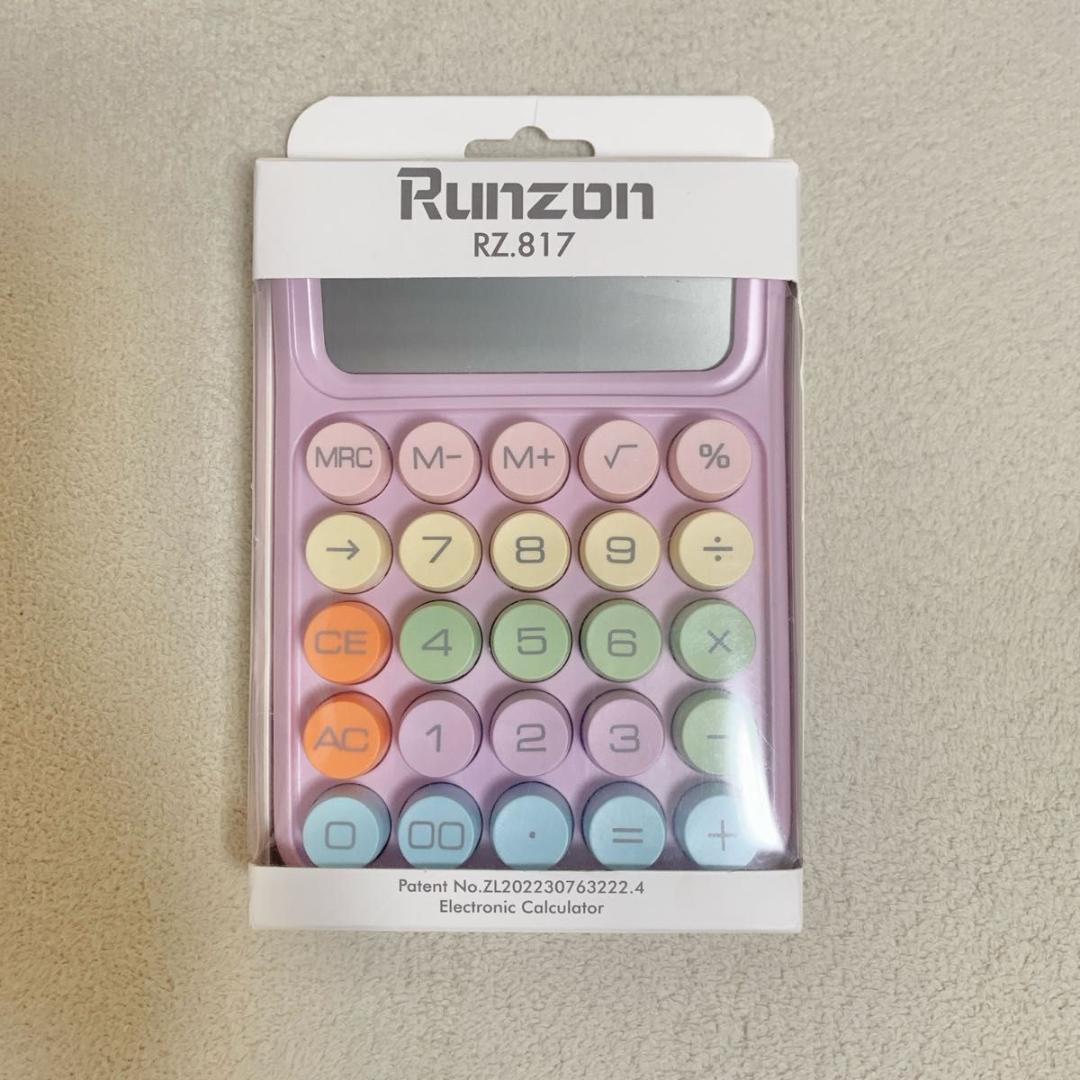 Runzon
RZ.817
MRC M- M+ √ %
→ 7 8 9 ÷
CE 4 5 6 ×
AC 1 2 3 -
0 00 . = +
Patent No.ZL202230763222.4
Electronic Calculator